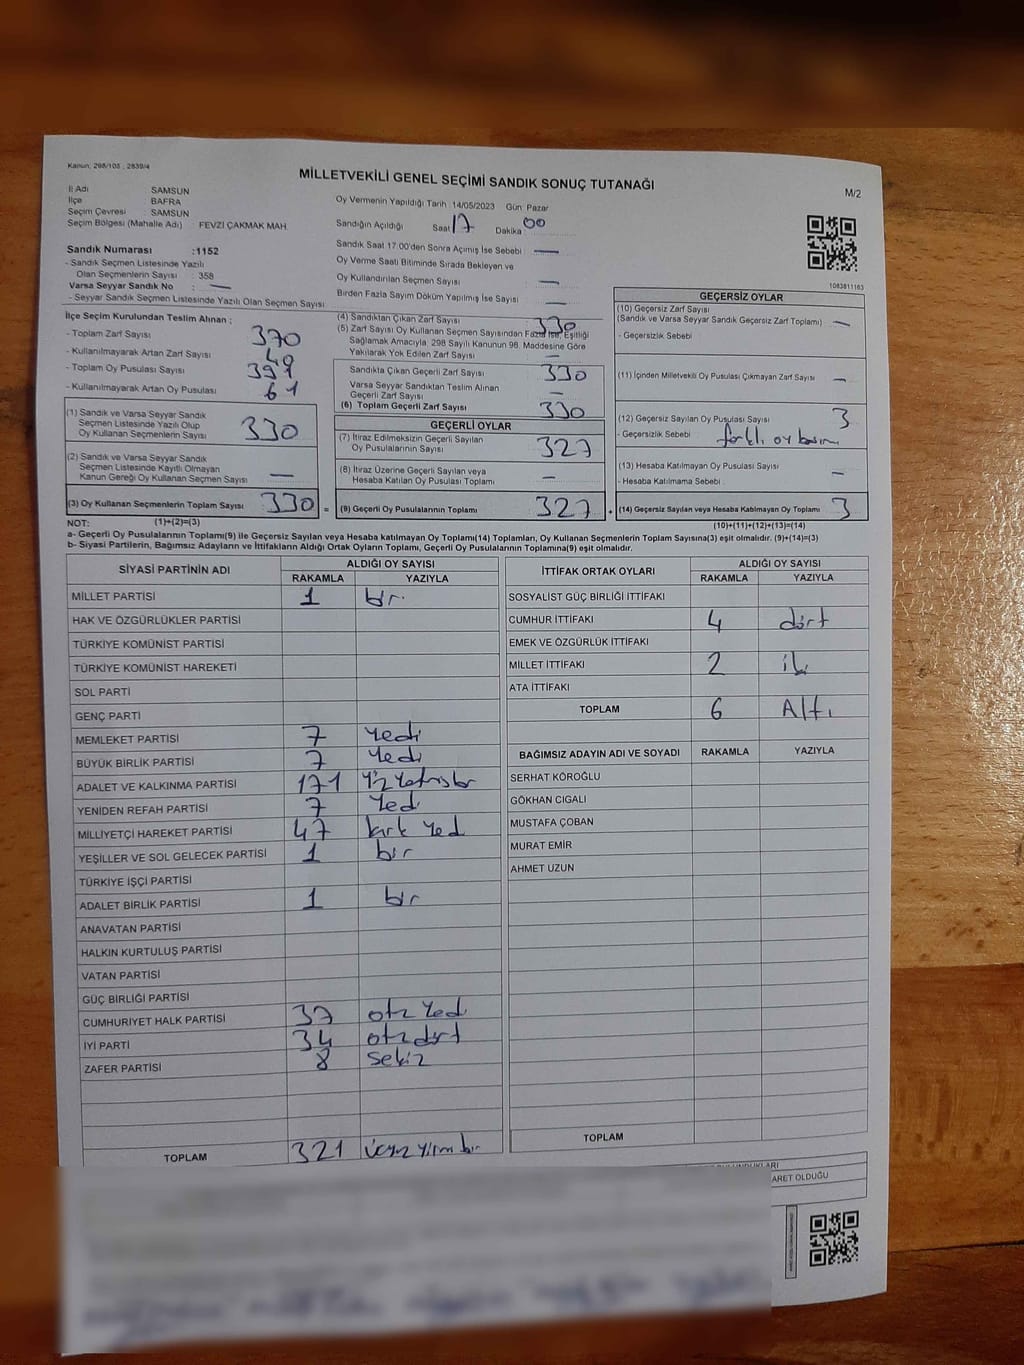 Kanun: 298/105 ; 2839/4
MİLLETVEKİLİ GENEL SEÇİMİ SANDIK SONUÇ TUTANAĞI
M/2
İl Adı SAMSUN
İlçe BAFRA
Seçim Çevresi : SAMSUN
Seçim Bölgesi (Mahalle Adı) : FEVZİ ÇAKMAK MAH
Sandık Numarası :1152
- Sandık Seçmen Listesinde Yazılı
Olan Seçmenlerin Sayısı : 358
Varsa Seyyar Sandık No : —
- Seyyar Sandık Seçmen Listesinde Yazılı Olan Seçmen Sayısı
Oy Vermenin Yapıldığı Tarih :14/05/2023 Gün: Pazar
Sandığın Açıldığı Saat 17 Dakika 00
Sandık Saat 17:00'den Sonra Açımış İse Sebebi : —
Oy Verme Saati Bitiminde Sırada Bekleyen ve
Oy Kullandırılan Seçmen Sayısı : —
Birden Fazla Sayım Döküm Yapılmış İse Sayısı : —
1083811163
İlçe Seçim Kurulundan Teslim Alınan ;
- Toplam Zarf Sayısı : 370
- Kullanılmayarak Artan Zarf Sayısı : 40
- Toplam Oy Pusulası Sayısı : 391
- Kullanılmayarak Artan Oy Pusulası : 61
(1) Sandık ve Varsa Seyyar Sandık
Seçmen Listesinde Yazılı Olup
Oy Kullanan Seçmenlerin Sayısı : 330
(2) Sandık ve Varsa Seyyar Sandık
Seçmen Listesinde Kayıtlı Olmayan
Kanun Gereği Oy Kullanan Seçmen Sayısı : —
(3) Oy Kullanan Seçmenlerin Toplam Sayısı : 330 =
(4) Sandıktan Çıkan Zarf Sayısı : 330
(5) Zarf Sayısı Oy Kullanan Seçmen Sayısından Fazla İse, Eşitliği
Sağlamak Amacıyla, 298 Sayılı Kanunun 98. Maddesine Göre
Yakılarak Yok Edilen Zarf Sayısı : —
Sandıkta Çıkan Geçerli Zarf Sayısı : 330
Varsa Seyyar Sandıktan Teslim Alınan
Geçerli Zarf Sayısı : —
(6) Toplam Geçerli Zarf Sayısı : 330
GEÇERLİ OYLAR
(7) İtiraz Edilmeksizin Geçerli Sayılan
Oy Pusulalarının Sayısı : 327
(8) İtiraz Üzerine Geçerli Sayılan veya
Hesaba Katılan Oy Pusulası Toplamı : —
(9) Geçerli Oy Pusulalarının Toplamı : 327 +
GEÇERSİZ OYLAR
(10) Geçersiz Zarf Sayısı
(Sandık ve Varsa Seyyar Sandık Geçersiz Zarf Toplamı) : —
- Geçersizlik Sebebi :
(11) İçinden Milletvekili Oy Pusulası Çıkmayan Zarf Sayısı : —
(12) Geçersiz Sayılan Oy Pusulası Sayısı : 3
- Geçersizlik Sebebi : farklı oy basımı
(13) Hesaba Katılmayan Oy Pusulası Sayısı : —
- Hesaba Katılmama Sebebi :
(14) Geçersiz Sayılan veya Hesaba Katılmayan Oy Toplamı : 3
NOT: (1)+(2)=(3) (10)+(11)+(12)+(13)=(14)
a- Geçerli Oy Pusulalarının Toplamı(9) ile Geçersiz Sayılan veya Hesaba katılmayan Oy Toplamı(14) Toplamları, Oy Kullanan Seçmenlerin Toplam Sayısına(3) eşit olmalıdır. (9)+(14)=(3)
b- Siyasi Partilerin, Bağımsız Adayların ve İttifakların Aldığı Ortak Oyların Toplamı, Geçerli Oy Pusulalarının Toplamına(9) eşit olmalıdır.
SİYASİ PARTİNİN ADI ALDIĞI OY SAYISI
RAKAMLA YAZIYLA
MİLLET PARTİSİ 1 bir
HAK VE ÖZGÜRLÜKLER PARTİSİ
TÜRKİYE KOMÜNİST PARTİSİ
TÜRKİYE KOMÜNİST HAREKETİ
SOL PARTİ
GENÇ PARTİ
MEMLEKET PARTİSİ 7 Yedi
BÜYÜK BİRLİK PARTİSİ 7 Yedi
ADALET VE KALKINMA PARTİSİ 171 Yüz Yetmişbir
YENİDEN REFAH PARTİSİ 7 Yedi
MİLLİYETÇİ HAREKET PARTİSİ 47 kırk Yedi
YEŞİLLER VE SOL GELECEK PARTİSİ 1 bir
TÜRKİYE İŞÇİ PARTİSİ
ADALET BİRLİK PARTİSİ 1 bir
ANAVATAN PARTİSİ
HALKIN KURTULUŞ PARTİSİ
VATAN PARTİSİ
GÜÇ BİRLİĞİ PARTİSİ
CUMHURİYET HALK PARTİSİ 37 otz Yedi
İYİ PARTİ 34 otz dört
ZAFER PARTİSİ 8 Sekiz
TOPLAM 321 üçyüz yirmi bir
İTTİFAK ORTAK OYLARI ALDIĞI OY SAYISI
RAKAMLA YAZIYLA
SOSYALİST GÜÇ BİRLİĞİ İTTİFAKI
CUMHUR İTTİFAKI 4 dört
EMEK VE ÖZGÜRLÜK İTTİFAKI
MİLLET İTTİFAKI 2 iki
ATA İTTİFAKI
TOPLAM 6 Altı
BAĞIMSIZ ADAYIN ADI VE SOYADI RAKAMLA YAZIYLA
SERHAT KÖROĞLU
GÖKHAN CIGALI
MUSTAFA ÇOBAN
MURAT EMİR
AHMET UZUN
TOPLAM
ARET OLDUĞU